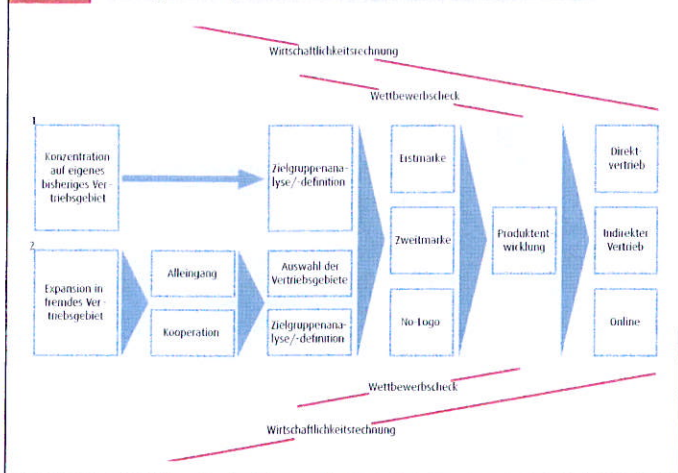 Wirtschaftlichkeitsrechnung
Wettbewerbscheck
1
Konzentration
auf eigenes
bisheriges Ver-
triebsgebiet
Zielgruppenana-
lyse/-definition
Erstmarke
Direkt-
vertrieb
Zweitmarke
Produktent-
wicklung
Indirekter
Vertrieb
2
Expansion in
fremdes Ver-
triebsgebiet
Alleingang
Auswahl der
Vertriebsgebiete
Kooperation
Zielgruppenana-
lyse/-definition
No-Logo
Online
Wettbewerbscheck
Wirtschaftlichkeitsrechnung